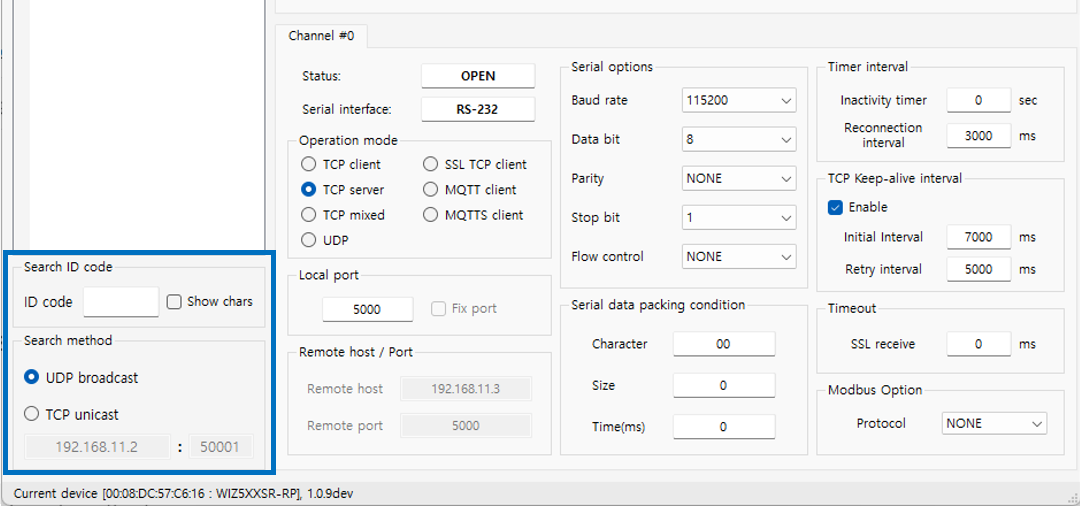 Channel #0
Status: OPEN
Serial interface: RS-232
Operation mode
TCP client SSL TCP client
TCP server MQTT client
TCP mixed MQTTS client
UDP
Local port
5000 Fix port
Remote host / Port
Remote host 192.168.11.3
Remote port 5000
Serial options
Baud rate 115200
Data bit 8
Parity NONE
Stop bit 1
Flow control NONE
Serial data packing condition
Character 00
Size 0
Time(ms) 0
Timer interval
Inactivity timer 0 sec
Reconnection
interval 3000 ms
TCP Keep-alive interval
Enable
Initial Interval 7000 ms
Retry interval 5000 ms
Timeout
SSL receive 0 ms
Modbus Option
Protocol NONE
Search ID code
ID code Show chars
Search method
UDP broadcast
TCP unicast
192.168.11.2 : 50001
Current device [00:08:DC:57:C6:16 : WIZ5XXSR-RP], 1.0.9dev